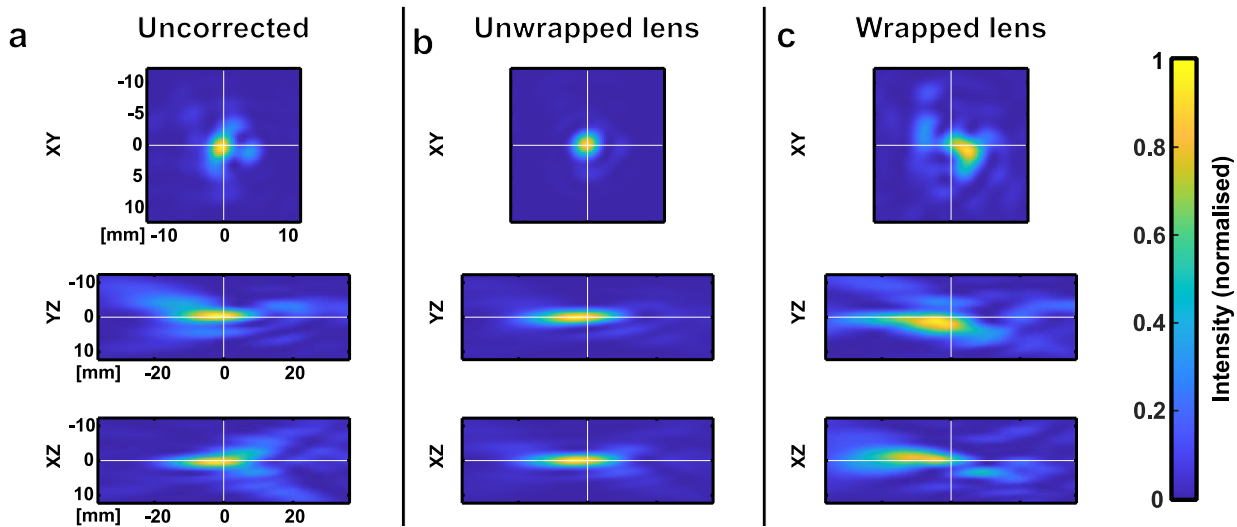 a Uncorrected
b Unwrapped lens
c Wrapped lens
XY
-10
-5
0
5
10
[mm] -10 0 10
XY
XY
YZ
-10
0
10
[mm] -20 0 20
YZ
YZ
XZ
-10
0
10
[mm] -20 0 20
XZ
XZ
1
0.8
0.6
0.4
0.2
0
Intensity (normalised)